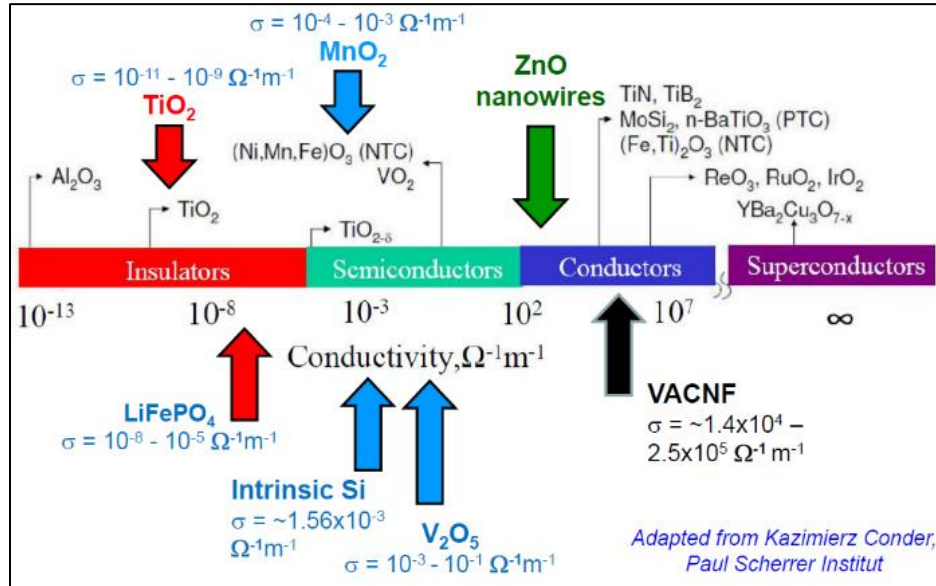 σ = 10⁻⁴ - 10⁻³ Ω⁻¹m⁻¹
MnO₂
σ = 10⁻¹¹ - 10⁻⁹ Ω⁻¹m⁻¹
TiO₂
ZnO
nanowires
TiN, TiB₂
MoSi₂, n-BaTiO₃ (PTC)
(Fe,Ti)₂O₃ (NTC)
(Ni,Mn,Fe)O₃ (NTC)
VO₂
Al₂O₃
TiO₂
TiO₂₋δ
ReO₃, RuO₂, IrO₂
YBa₂Cu₃O₇₋ₓ
Insulators
Semiconductors
Conductors
Superconductors
10⁻¹³
10⁻⁸
10⁻³
10²
10⁷
∞
Conductivity,Ω⁻¹m⁻¹
LiFePO₄
σ = 10⁻⁸ - 10⁻⁵ Ω⁻¹m⁻¹
Intrinsic Si
σ = ~1.56x10⁻³
Ω⁻¹m⁻¹
V₂O₅
σ = 10⁻³ - 10⁻¹ Ω⁻¹m⁻¹
VACNF
σ = ~1.4x10⁴ –
2.5x10⁵ Ω⁻¹ m⁻¹
Adapted from Kazimierz Conder,
Paul Scherrer Institut